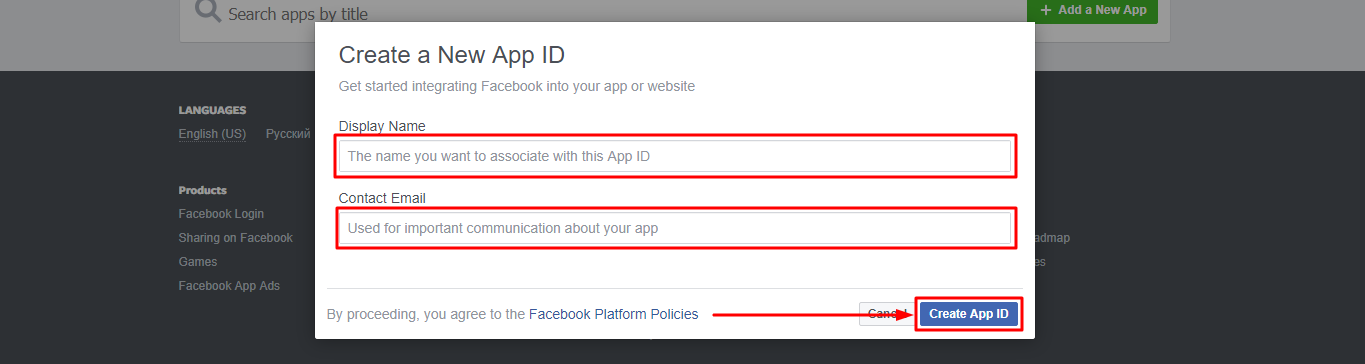 Search apps by title
+ Add a New App
Create a New App ID
Get started integrating Facebook into your app or website
Display Name
The name you want to associate with this App ID
Contact Email
Used for important communication about your app
By proceeding, you agree to the Facebook Platform Policies
Cancel
Create App ID
LANGUAGES
English (US) Русский
Products
Facebook Login
Sharing on Facebook
Games
Facebook App Ads